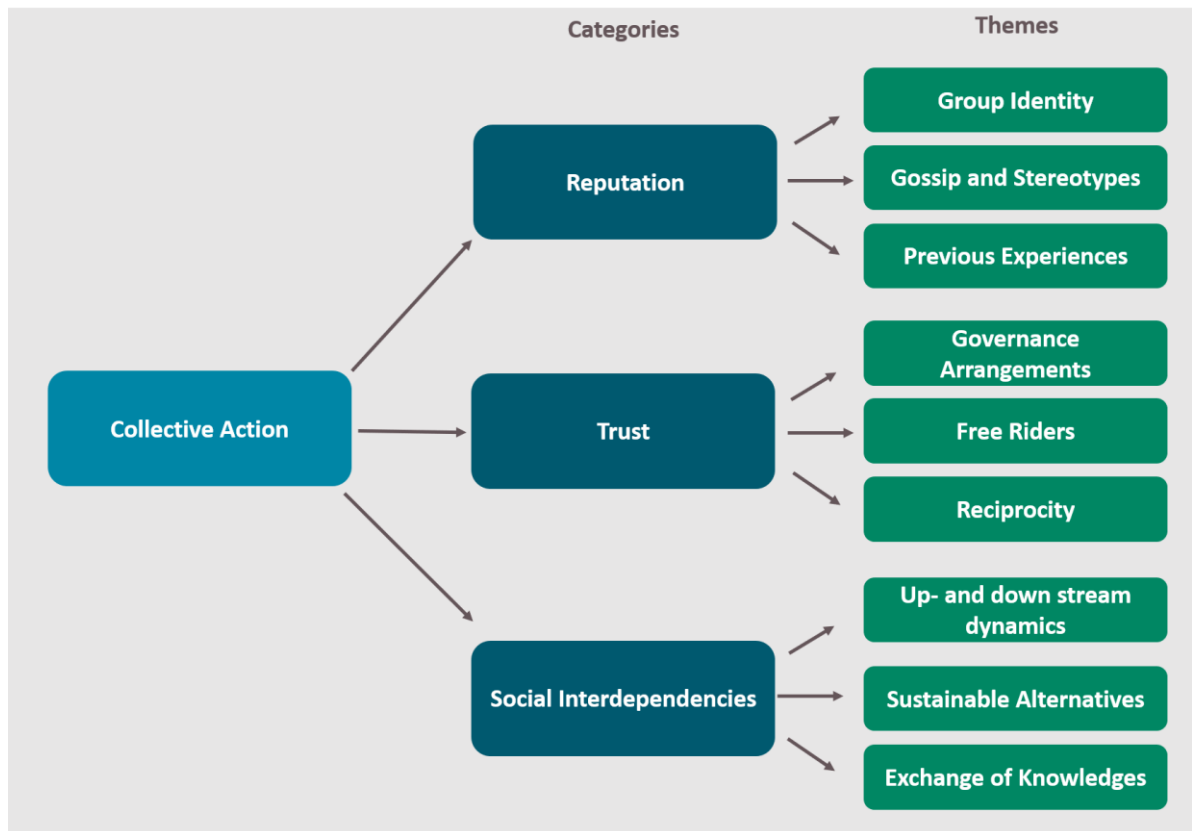 Categories
Themes
Group Identity
Reputation
Gossip and Stereotypes
Previous Experiences
Governance
Arrangements
Collective Action
Trust
Free Riders
Reciprocity
Up- and down stream
dynamics
Social Interdependencies
Sustainable Alternatives
Exchange of Knowledges